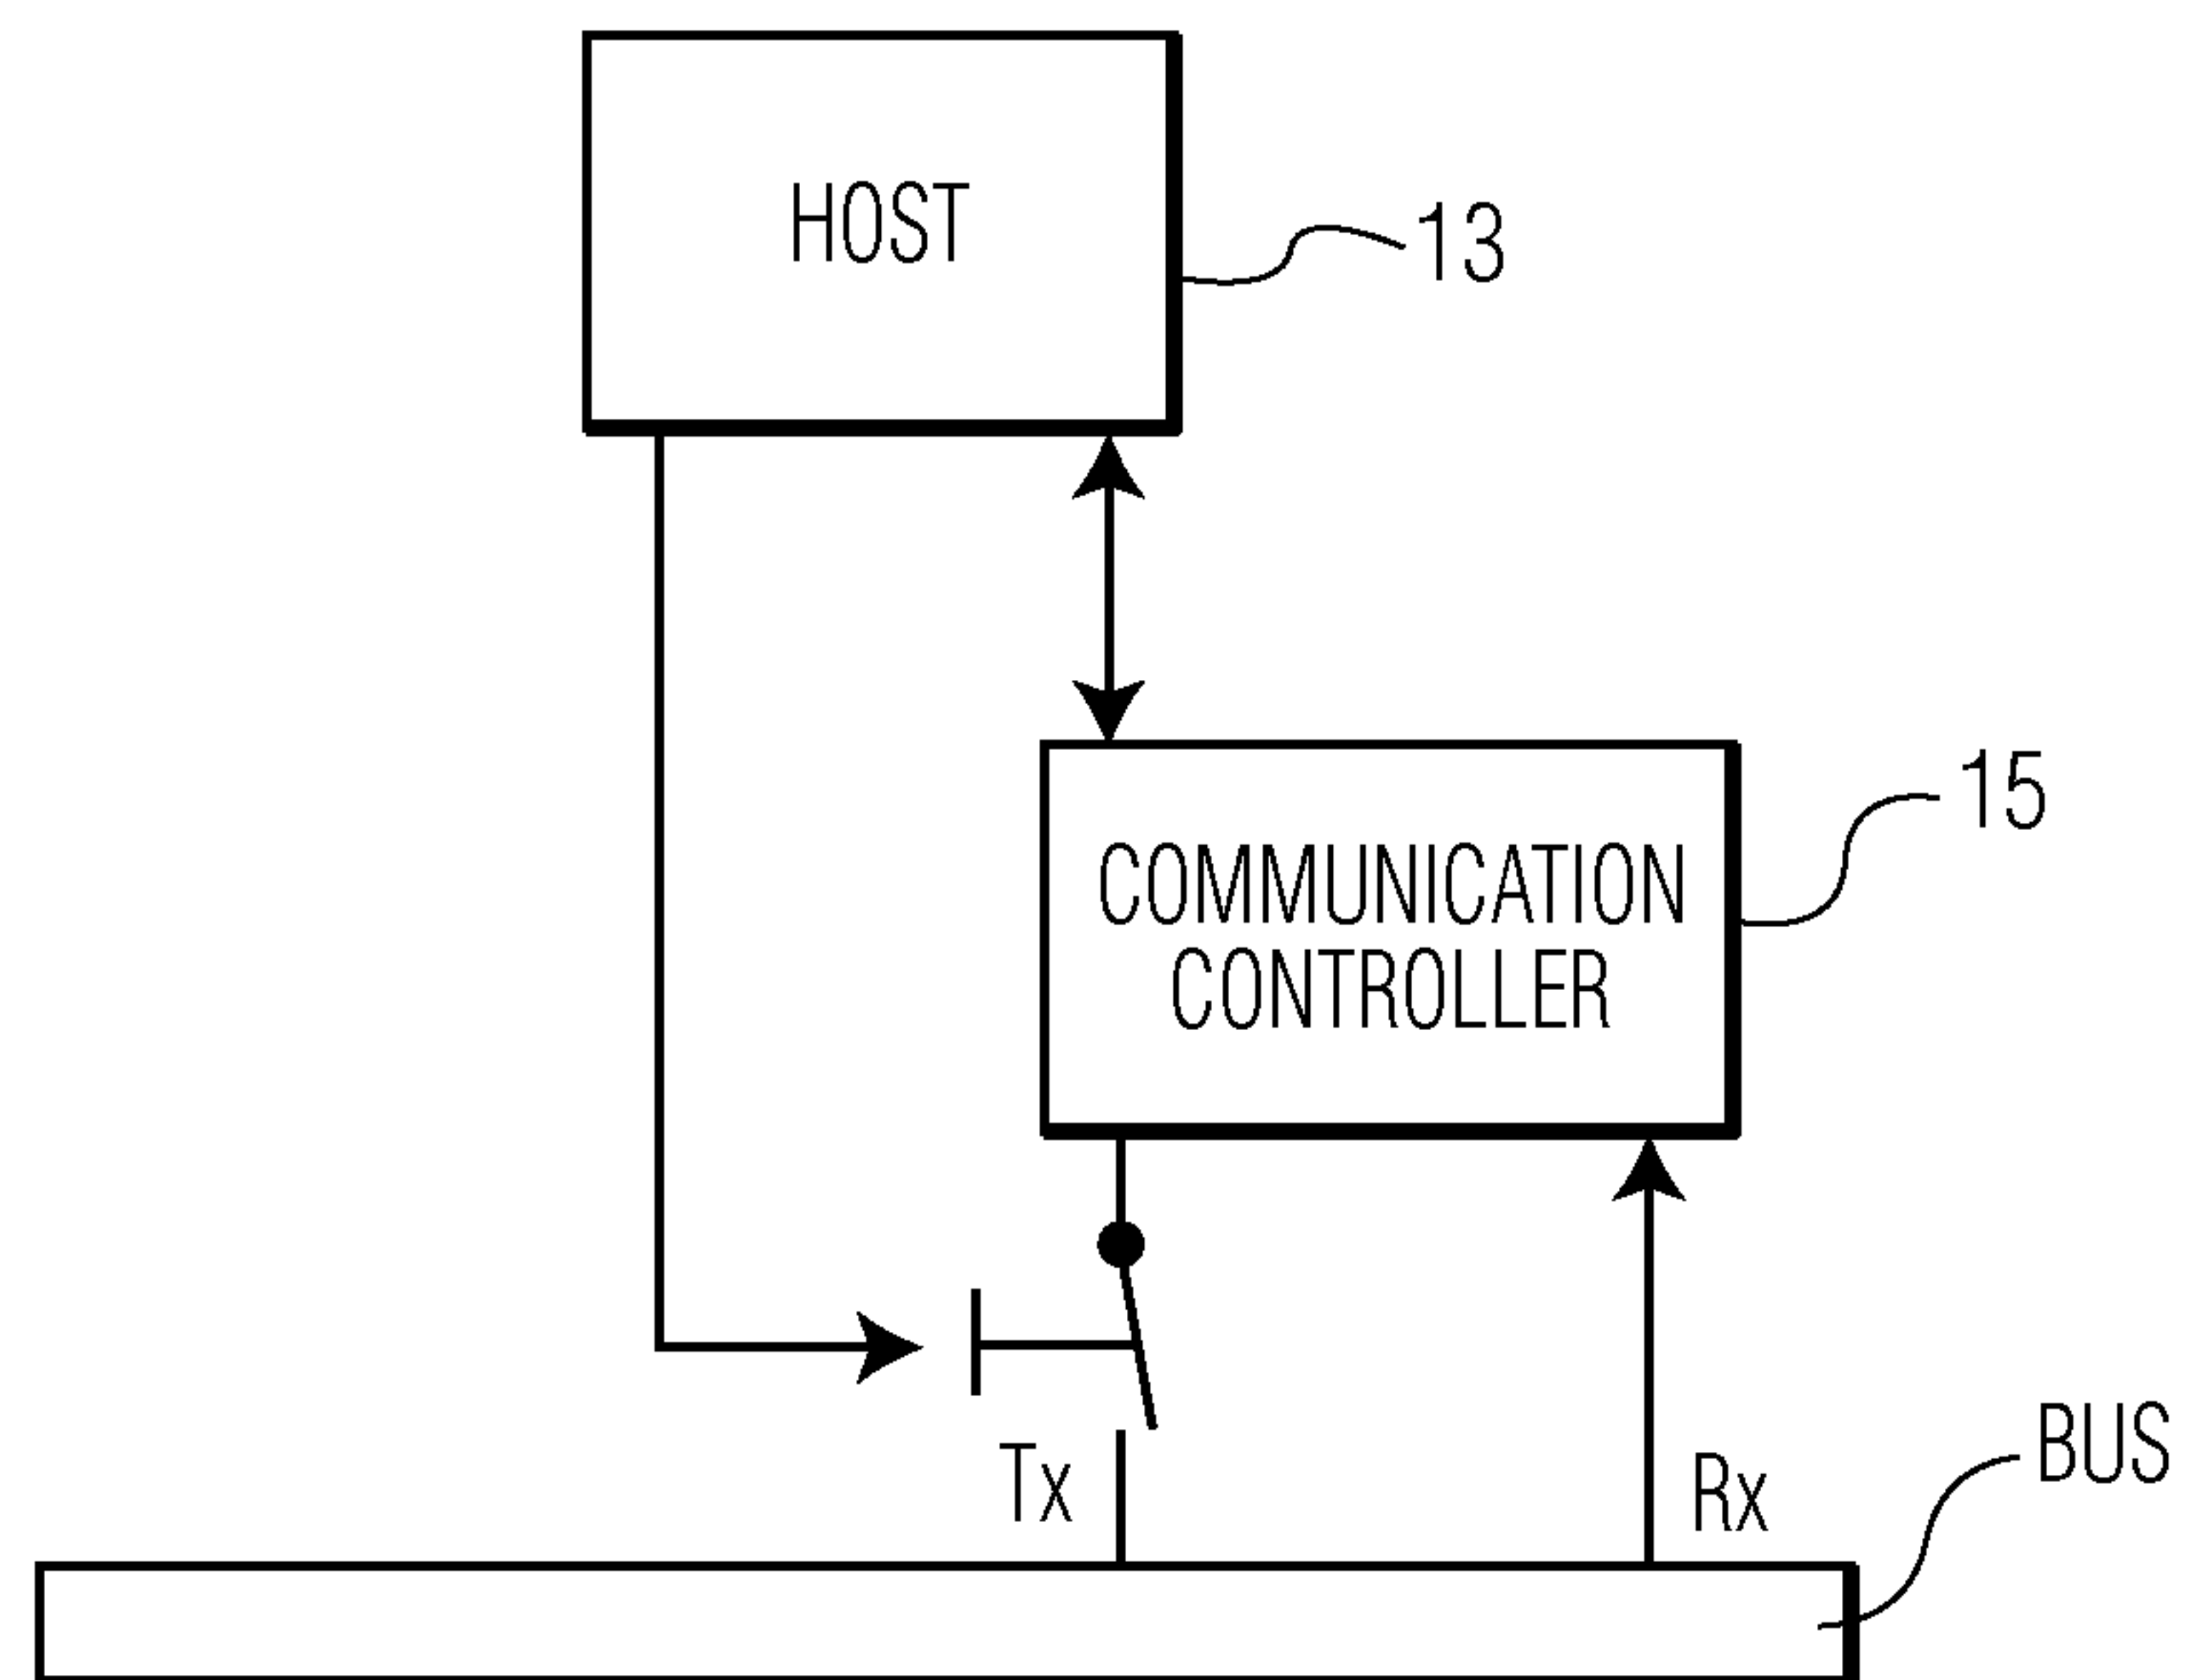 HOST
13
15
COMMUNICATION
CONTROLLER
Tx
Rx
BUS